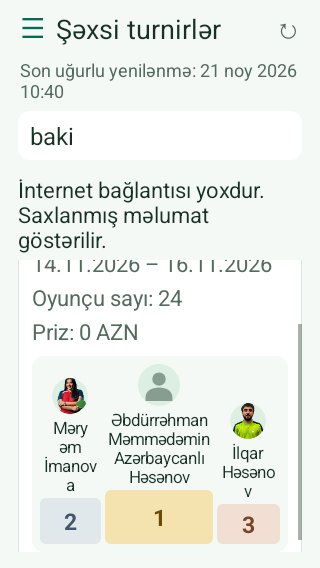 Şəxsi turnirlər
Son uğurlu yenilənmə: 21 noy 2026
10:40
baki
İnternet bağlantısı yoxdur.
Saxlanmış məlumat
göstərilir.
14.11.2026 – 16.11.2026
Oyunçu sayı: 24
Priz: 0 AZN
Məry
əm
İmanov
a
2
Əbdürrəhman
Məmmədəmin
Azərbaycanlı
Həsənov
1
İlqar
Həsəno
v
3